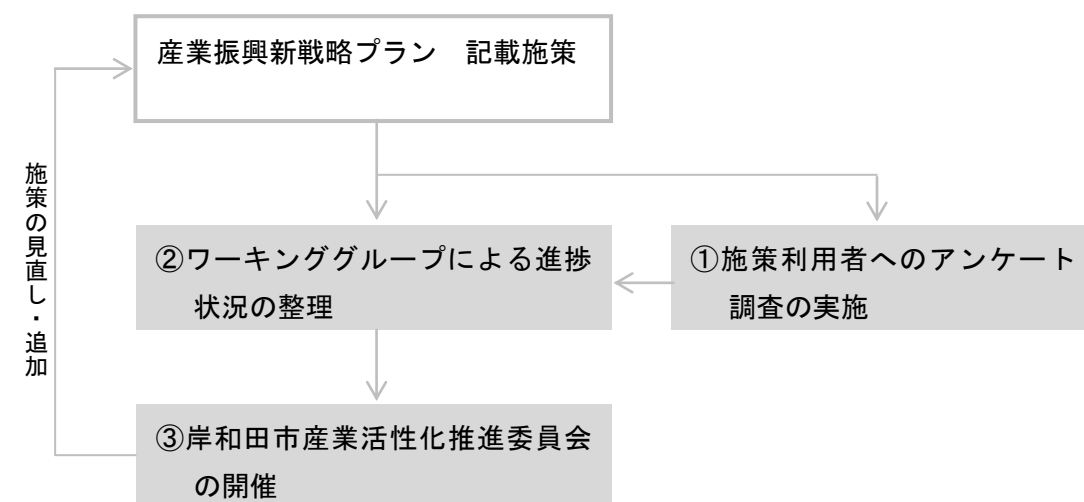 産業振興新戦略プラン　記載施策
施策の見直し・追加
②ワーキンググループによる進捗
状況の整理
①施策利用者へのアンケート
調査の実施
③岸和田市産業活性化推進委員会
の開催